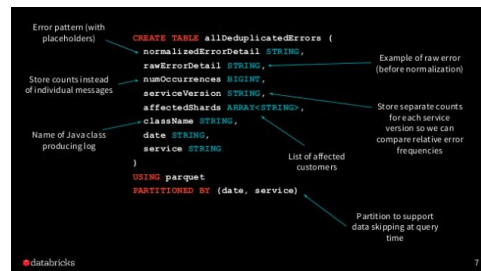 Error pattern (with
placeholders)
CREATE TABLE allDeduplicatedErrors (
normalizedErrorDetail STRING,
rawErrorDetail STRING,
numOccurrences BIGINT,
serviceVersion STRING,
affectedShards ARRAY<STRING>,
className STRING,
date STRING,
service STRING
)
USING parquet
PARTITIONED BY (date, service)
Store counts instead
of individual messages
Name of Java class
producing log
Example of raw error
(before normalization)
Store separate counts
for each service
version so we can
compare relative error
frequencies
List of affected
customers
Partition to support
data skipping at query
time
databricks
7